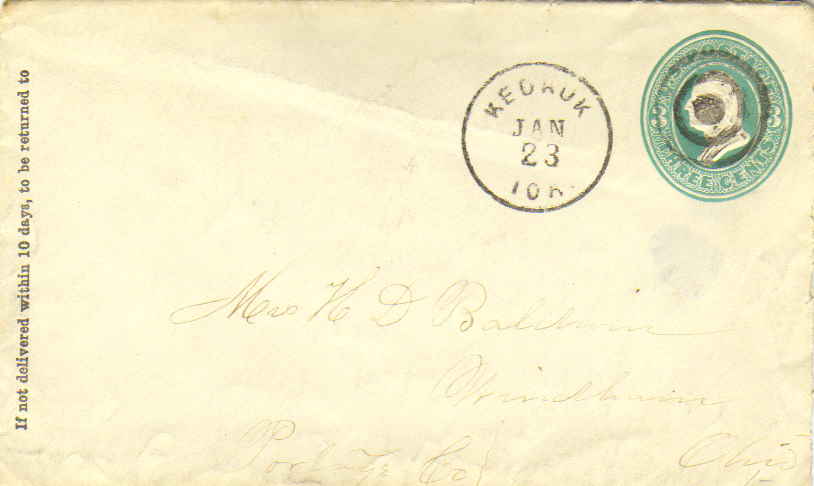 If not delivered within 10 days, to be returned to
KEOKUK
JAN
23
IOW
THREE CENTS
3 3
Mrs H D Baldwin
Windham
Portage Co
Ohio